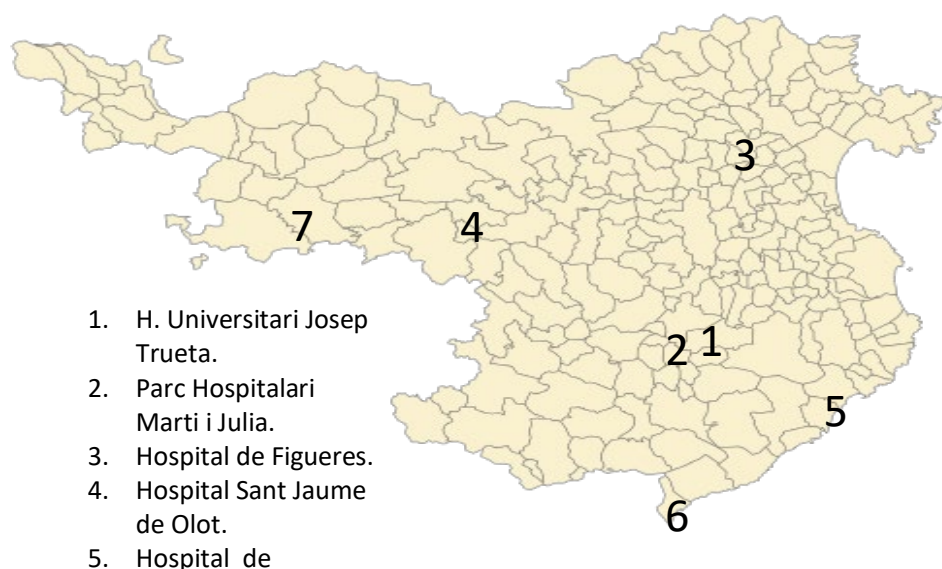 3
7
4
1
2
5
6
1. H. Universitari Josep
Trueta.
2. Parc Hospitalari
Marti i Julia.
3. Hospital de Figueres.
4. Hospital Sant Jaume
de Olot.
5. Hospital de